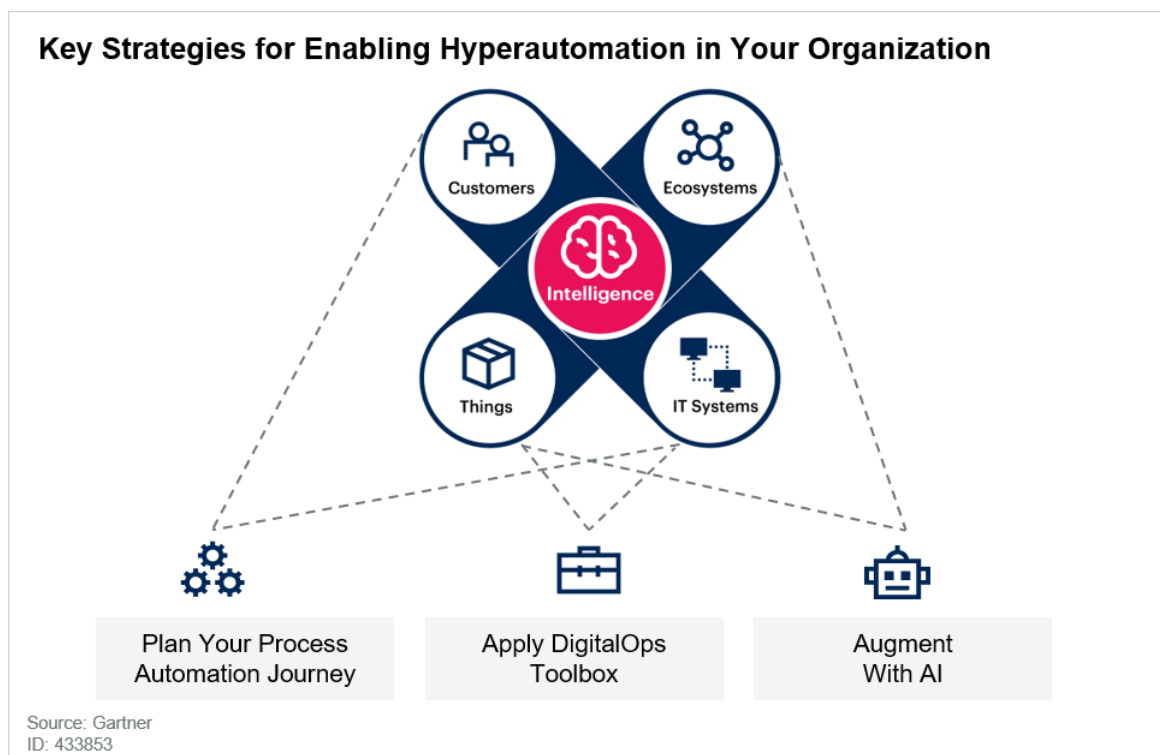 Key Strategies for Enabling Hyperautomation in Your Organization
Customers
Ecosystems
Intelligence
Things
IT Systems
Plan Your Process
Automation Journey
Apply DigitalOps
Toolbox
Augment
With AI
Source: Gartner
ID: 433853